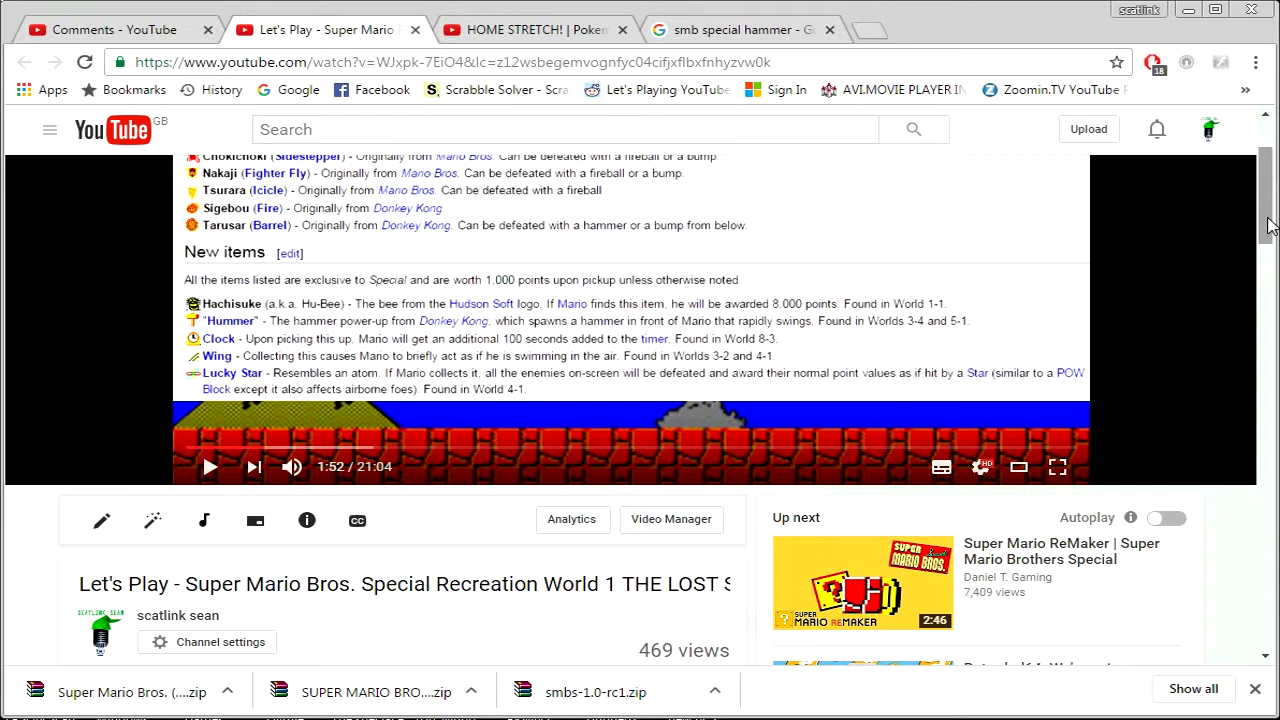 scatlink
Comments - YouTube
Let's Play - Super Mario
HOME STRETCH! | Pokem
smb special hammer - G
https://www.youtube.com/watch?v=WJxpk-7EiOI&lc=z12wsbegemvognfyc04cifjxflbxfnhyzvw0k
18
Apps
Bookmarks
History
Google
Facebook
Scrabble Solver - Scra
Let's Playing YouTube
Sign In
AVI.MOVIE PLAYER IN
Zoomin.TV YouTube P
»
YouTube GB
Search
Upload
Chokichoki (Sidestepper) - Originally from Mario Bros. Can be defeated with a fireball or a bump.
Nakaji (Fighter Fly) - Originally from Mario Bros. Can be defeated with a fireball or a bump.
Tsurara (Icicle) - Originally from Mario Bros. Can be defeated with a fireball
Sigebou (Fire) - Originally from Donkey Kong.
Tarusar (Barrel) - Originally from Donkey Kong. Can be defeated with a hammer or a bump from below.
New items [edit]
All the items listed are exclusive to Special and are worth 1,000 points upon pickup unless otherwise noted
Hachisuke (a.k.a. Hu-Bee) - The bee from the Hudson Soft logo. If Mario finds this item, he will be awarded 8,000 points. Found in World 1-1.
"Hummer" - The hammer power-up from Donkey Kong, which spawns a hammer in front of Mario that rapidly swings. Found in Worlds 3-4 and 5-1.
Clock - Upon picking this up, Mario will get an additional 100 seconds added to the timer. Found in World 8-3.
Wing - Collecting this causes Mario to briefly act as if he is swimming in the air. Found in Worlds 3-2 and 4-1.
Lucky Star - Resembles an atom. If Mario collects it, all the enemies on-screen will be defeated and award their normal point values as if hit by a Star (similar to a POW
Block except it also affects airborne foes). Found in World 4-1.
1:52 / 21:04
HD
CC
Analytics
Video Manager
Up next
Autoplay
Let's Play - Super Mario Bros. Special Recreation World 1 THE LOST S
SCATLINK SEAN
scatlink sean
Channel settings
469 views
SUPER MARIO BROS. Special
SUPER
MARIO REMAKER
2:46
Super Mario ReMaker | Super
Mario Brothers Special
Daniel T. Gaming
7,409 views
Super Mario Bros. (....zip
SUPER MARIO BRO....zip
smbs-1.0-rc1.zip
Show all